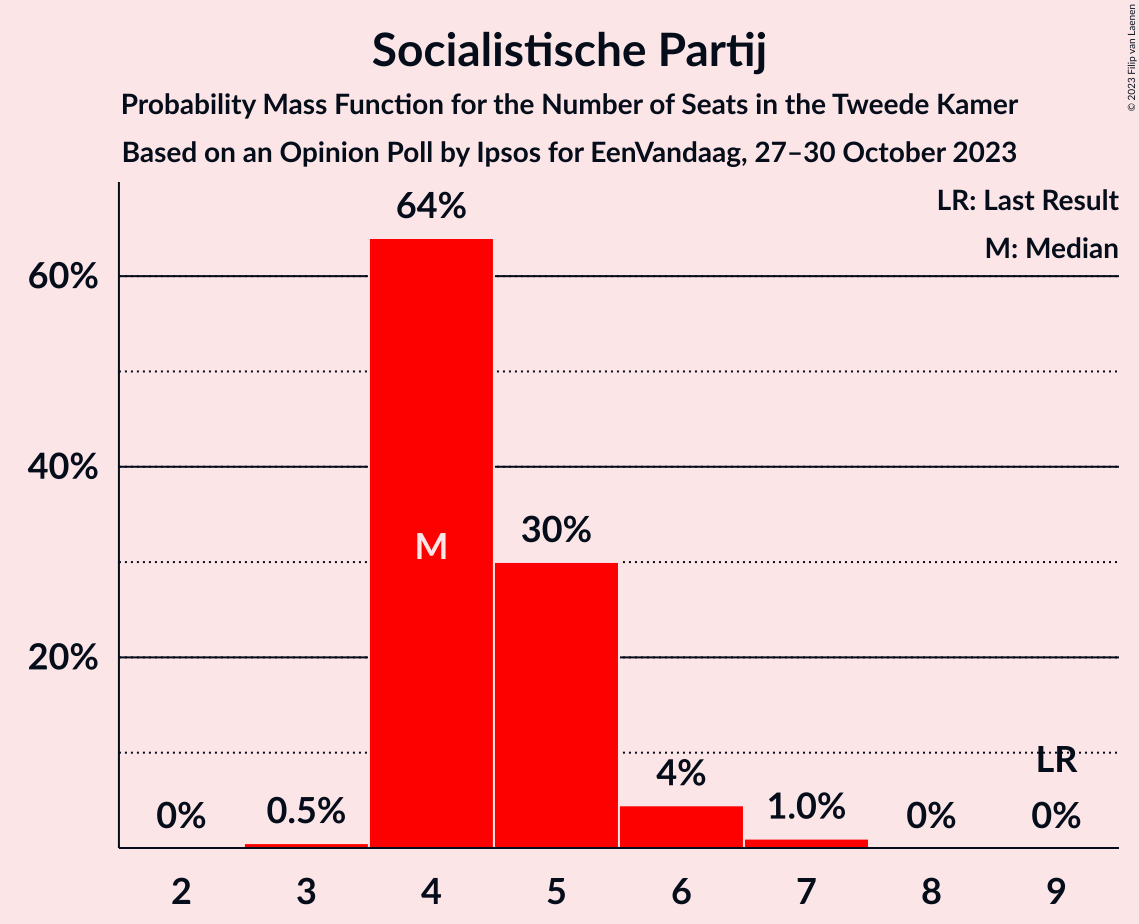 Socialistische Partij
Probability Mass Function for the Number of Seats in the Tweede Kamer
Based on an Opinion Poll by Ipsos for EenVandaag, 27–30 October 2023
© 2023 Filip van Laenen
LR: Last Result
M: Median
60%
40%
20%
0%
0.5%
64%
M
30%
4%
1.0%
0%
LR
0%
2 3 4 5 6 7 8 9